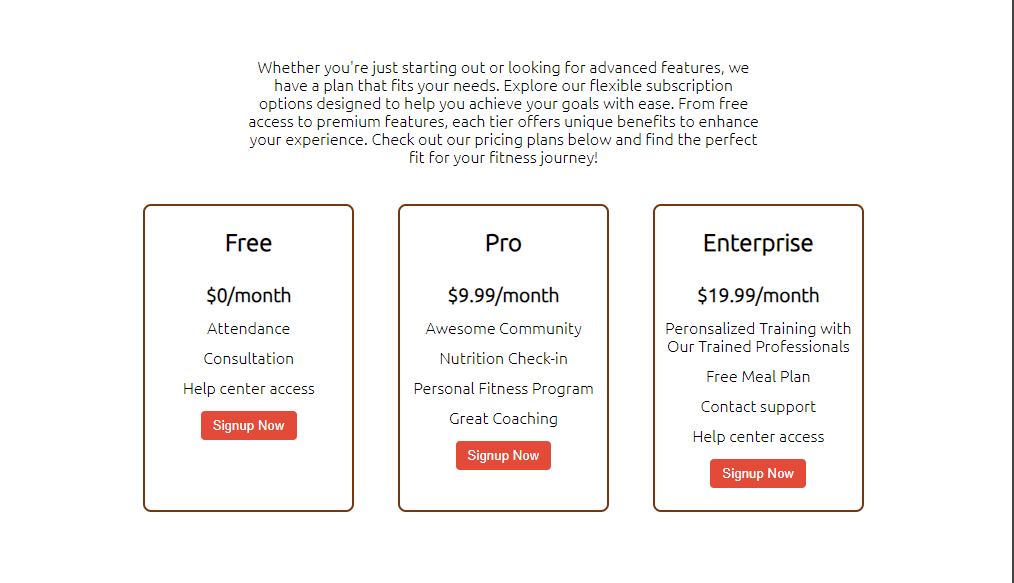 Whether you're just starting out or looking for advanced features, we
have a plan that fits your needs. Explore our flexible subscription
options designed to help you achieve your goals with ease. From free
access to premium features, each tier offers unique benefits to enhance
your experience. Check out our pricing plans below and find the perfect
fit for your fitness journey!
Free
$0/month
Attendance
Consultation
Help center access
Signup Now
Pro
$9.99/month
Awesome Community
Nutrition Check-in
Personal Fitness Program
Great Coaching
Signup Now
Enterprise
$19.99/month
Peronsalized Training with
Our Trained Professionals
Free Meal Plan
Contact support
Help center access
Signup Now